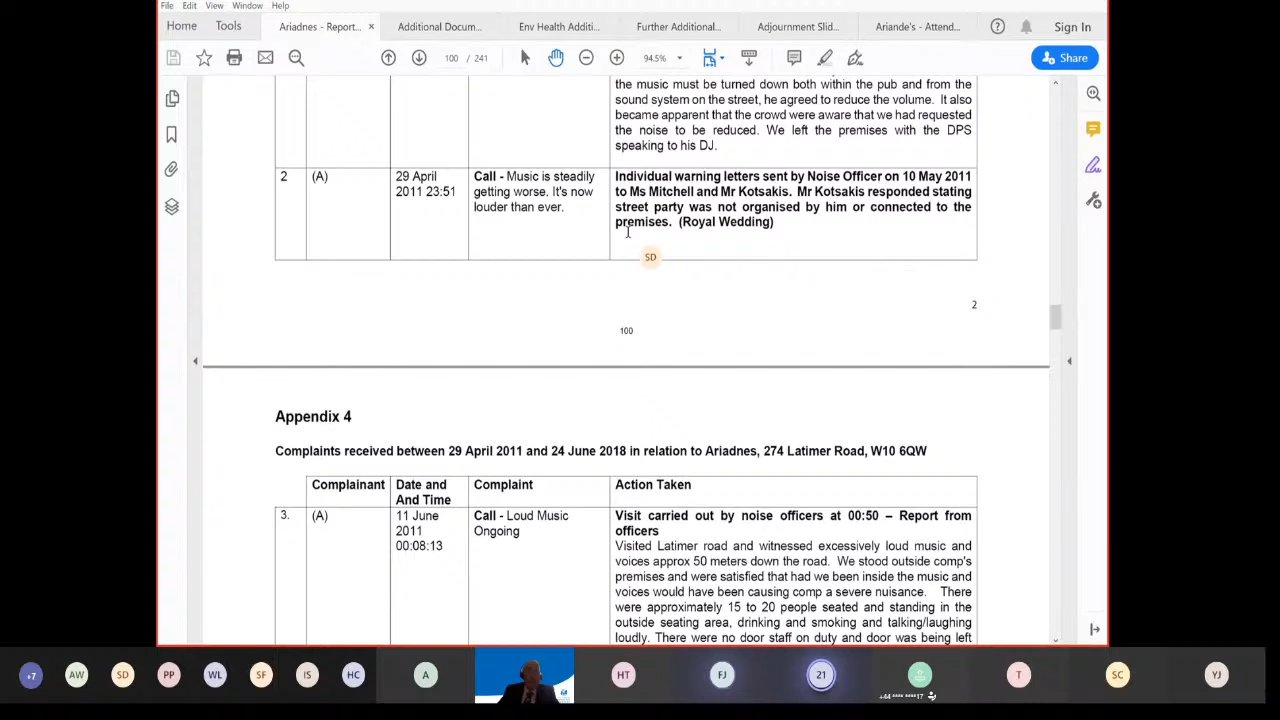 File Edit View Window Help
Home Tools Ariadnes - Report... × Additional Docum... Env Health Additi... Further Additional... Adjournment Slid... Ariande's - Attend... Sign In
100 / 241 94.5% Share
the music must be turned down both within the pub and from the
sound system on the street, he agreed to reduce the volume. It also
became apparent that the crowd were aware that we had requested
the noise to be reduced. We left the premises with the DPS
speaking to his DJ.
2 (A) 29 April 2011 23:51 Call - Music is steadily getting worse. It's now louder than ever.
Individual warning letters sent by Noise Officer on 10 May 2011
to Ms Mitchell and Mr Kotsakis. Mr Kotsakis responded stating
street party was not organised by him or connected to the
premises. (Royal Wedding)
SD
2
100
Appendix 4
Complaints received between 29 April 2011 and 24 June 2018 in relation to Ariadnes, 274 Latimer Road, W10 6QW
Complainant Date and And Time Complaint Action Taken
3. (A) 11 June 2011 00:08:13 Call - Loud Music Ongoing
Visit carried out by noise officers at 00:50 – Report from
officers
Visited Latimer road and witnessed excessively loud music and
voices approx 50 meters down the road. We stood outside comp's
premises and were satisfied that had we been inside the music and
voices would have been causing comp a severe nuisance. There
were approximately 15 to 20 people seated and standing in the
outside seating area, drinking and smoking and talking/laughing
loudly. There were no door staff on duty and door was being left
+7 AW SD PP WL SF IS HC A HT FJ 21 T SC YJ
+44 **** ****17